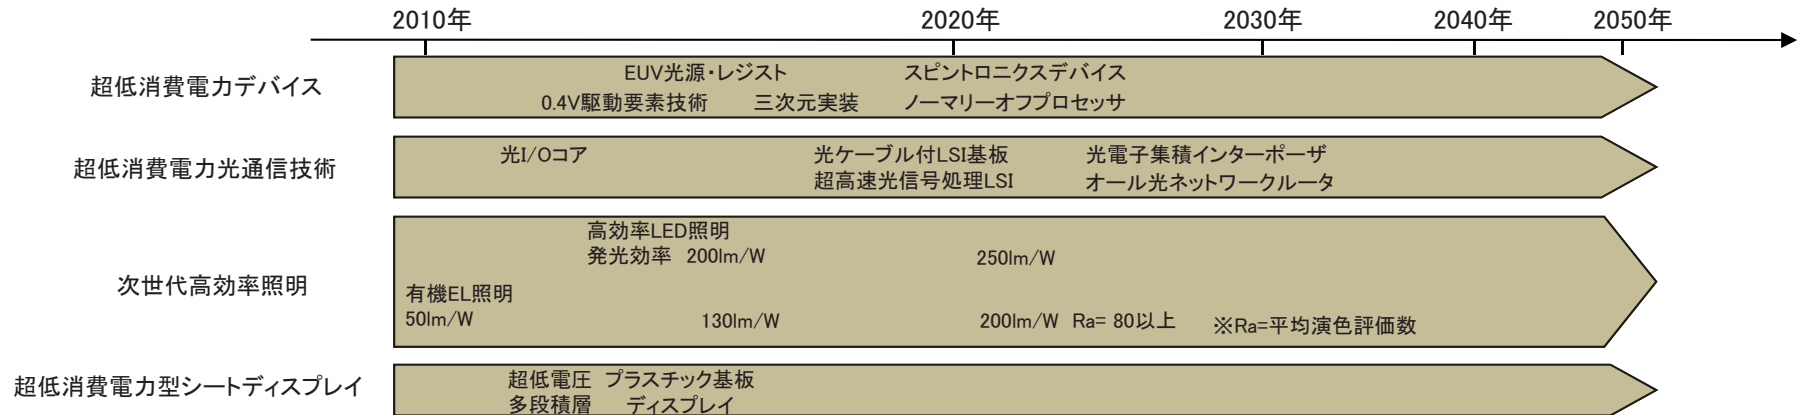 2010年 2020年 2030年 2040年 2050年
超低消費電力デバイス
EUV光源・レジスト スピントロニクスデバイス
0.4V駆動要素技術 三次元実装 ノーマリーオフプロセッサ
超低消費電力光通信技術
光I/Oコア 光ケーブル付LSI基板 光電子集積インターポーザ
超高速光信号処理LSI オール光ネットワークルータ
次世代高効率照明
高効率LED照明
発光効率 200lm/W 250lm/W
有機EL照明
50lm/W 130lm/W 200lm/W Ra= 80以上 ※Ra=平均演色評価数
超低消費電力型シートディスプレイ
超低電圧 プラスチック基板
多段積層 ディスプレイ